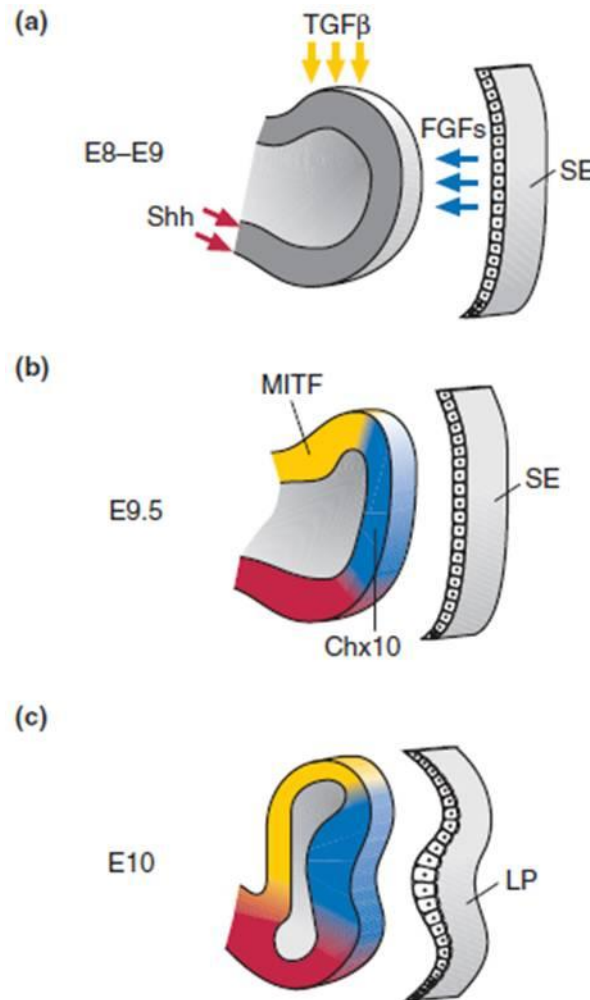 (a)
TGFβ
FGFs
SE
E8–E9
Shh
(b)
MITF
SE
E9.5
Chx10
(c)
E10
LP